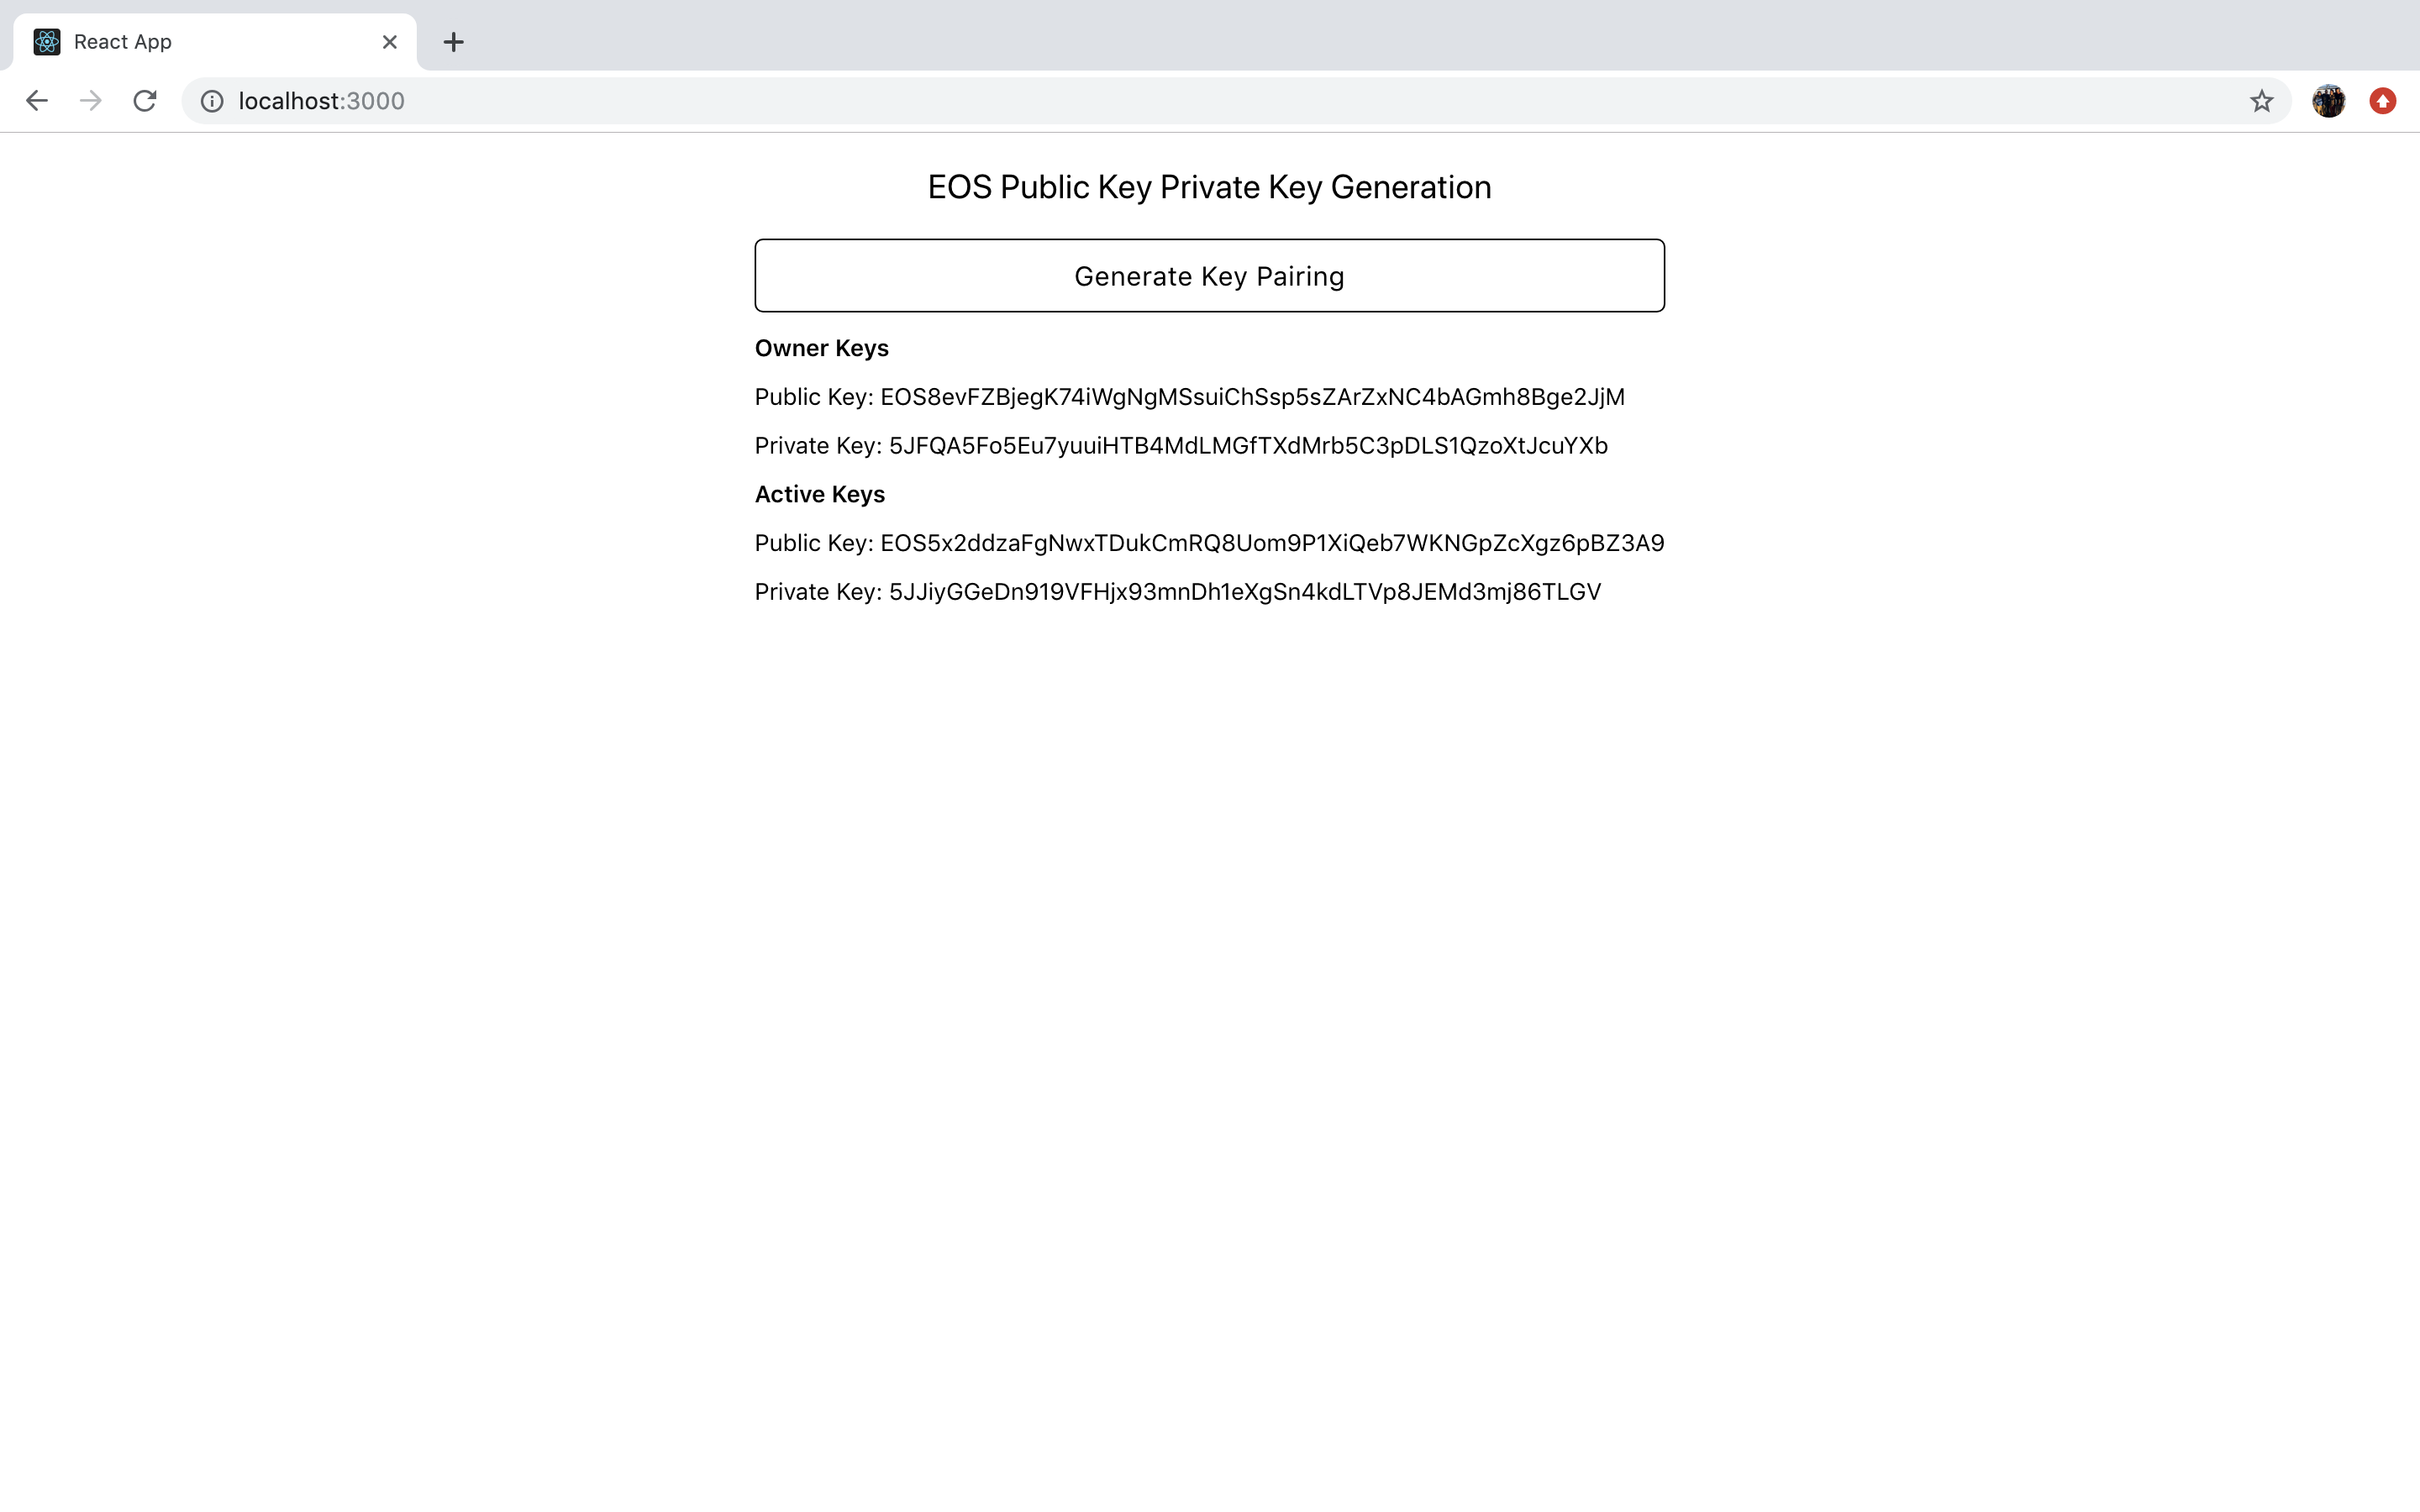 React App
localhost:3000
EOS Public Key Private Key Generation
Generate Key Pairing
Owner Keys
Public Key: EOS8evFZBjegK74iWgNgMSsuiChSsp5sZArZxNC4bAGmh8Bge2JjM
Private Key: 5JFQA5Fo5Eu7yuuiHTB4MdLMGfTXdMrb5C3pDLS1QzoXtJcuYXb
Active Keys
Public Key: EOS5x2ddzaFgNwxTDukCmRQ8Uom9P1XiQeb7WKNGpZcXgz6pBZ3A9
Private Key: 5JJiyGGeDn919VFHjx93mnDh1eXgSn4kdLTVp8JEMd3mj86TLGV